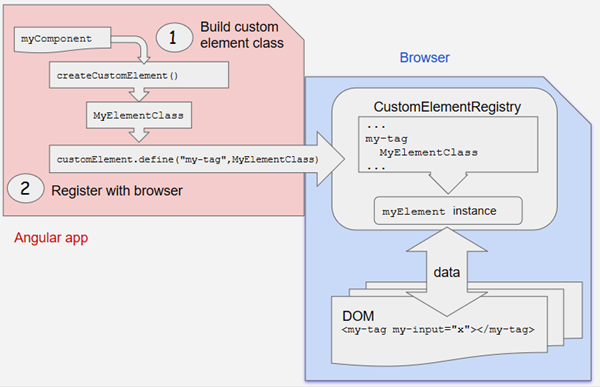 1
Build custom
element class
myComponent
createCustomElement()
MyElementClass
customElement.define("my-tag",MyElementClass)
2
Register with browser
Angular app
Browser
CustomElementRegistry
...
my-tag
MyElementClass
...
myElement instance
data
DOM
<my-tag my-input="x"></my-tag>